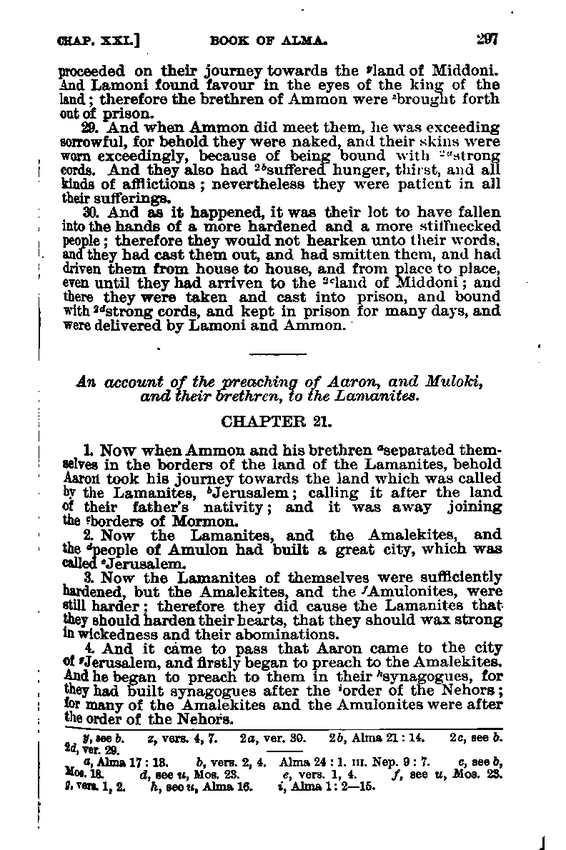 CHAP. XXI.] BOOK OF ALMA. 297
proceeded on their journey towards the ʸland of Middoni.
And Lamoni found favour in the eyes of the king of the
land; therefore the brethren of Ammon were ᶻbrought forth
out of prison.
29. And when Ammon did meet them, he was exceeding
sorrowful, for behold they were naked, and their skins were
worn exceedingly, because of being bound with ²ᵃstrong
cords. And they also had ²ᵇsuffered hunger, thirst, and all
kinds of afflictions; nevertheless they were patient in all
their sufferings.
30. And as it happened, it was their lot to have fallen
into the hands of a more hardened and a more stiffnecked
people; therefore they would not hearken unto their words,
and they had cast them out, and had smitten them, and had
driven them from house to house, and from place to place,
even until they had arriven to the ²ᶜland of Middoni; and
there they were taken and cast into prison, and bound
with ²ᵈstrong cords, and kept in prison for many days, and
were delivered by Lamoni and Ammon.
An account of the preaching of Aaron, and Muloki,
and their brethren, to the Lamanites.
CHAPTER 21.
1. Now when Ammon and his brethren ᵃseparated them-
selves in the borders of the land of the Lamanites, behold
Aaron took his journey towards the land which was called
by the Lamanites, ᵇJerusalem; calling it after the land
of their father's nativity; and it was away joining
the ᶜborders of Mormon.
2. Now the Lamanites, and the Amalekites, and
the ᵈpeople of Amulon had built a great city, which was
called ᵉJerusalem.
3. Now the Lamanites of themselves were sufficiently
hardened, but the Amalekites, and the ᶠAmulonites, were
still harder; therefore they did cause the Lamanites that
they should harden their hearts, that they should wax strong
in wickedness and their abominations.
4. And it came to pass that Aaron came to the city
of ᵍJerusalem, and firstly began to preach to the Amalekites.
And he began to preach to them in their ʰsynagogues, for
they had built synagogues after the ⁱorder of the Nehors;
for many of the Amalekites and the Amulonites were after
the order of the Nehors.
y, see b. z, vers. 4, 7. 2a, ver. 30. 2b, Alma 21: 14. 2c, see b.
2d, ver. 29.
a, Alma 17: 13. b, vers. 2, 4. Alma 24: 1. III. Nep. 9: 7. c, see b,
Mos. 18. d, see u, Mos. 23. e, vers. 1, 4. f, see u, Mos. 23.
g, vers. 1, 2. h, see u, Alma 16. i, Alma 1: 2—15.